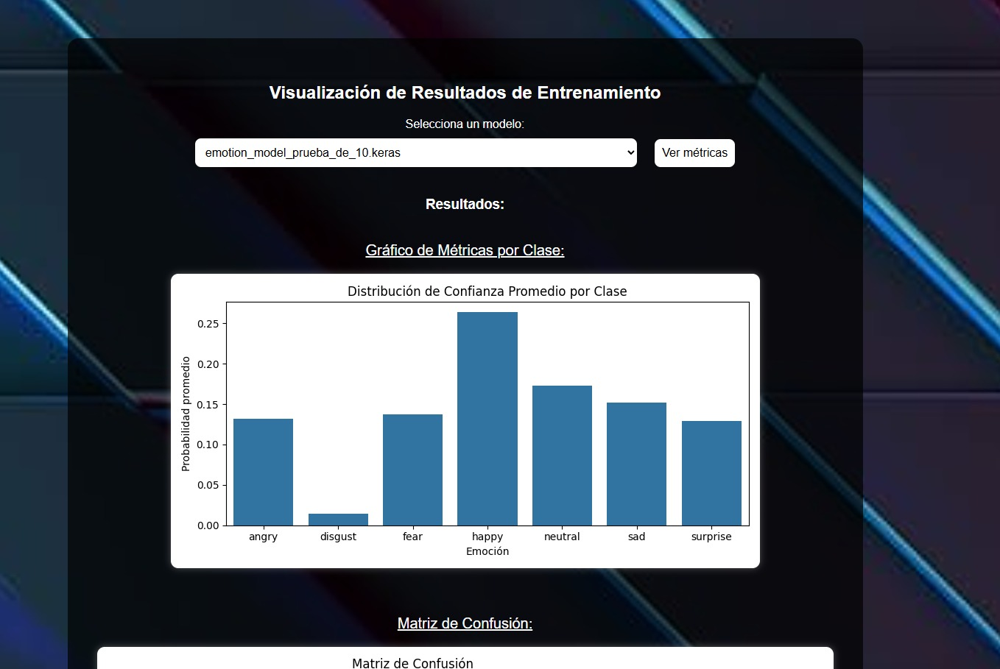 Visualización de Resultados de Entrenamiento
Selecciona un modelo:
emotion_model_prueba_de_10.keras
Ver métricas
Resultados:
Gráfico de Métricas por Clase:
Distribución de Confianza Promedio por Clase
0.25
0.20
0.15
0.10
0.05
0.00
Probabilidad promedio
angry disgust fear happy neutral sad surprise
Emoción
Matriz de Confusión:
Matriz de Confusión